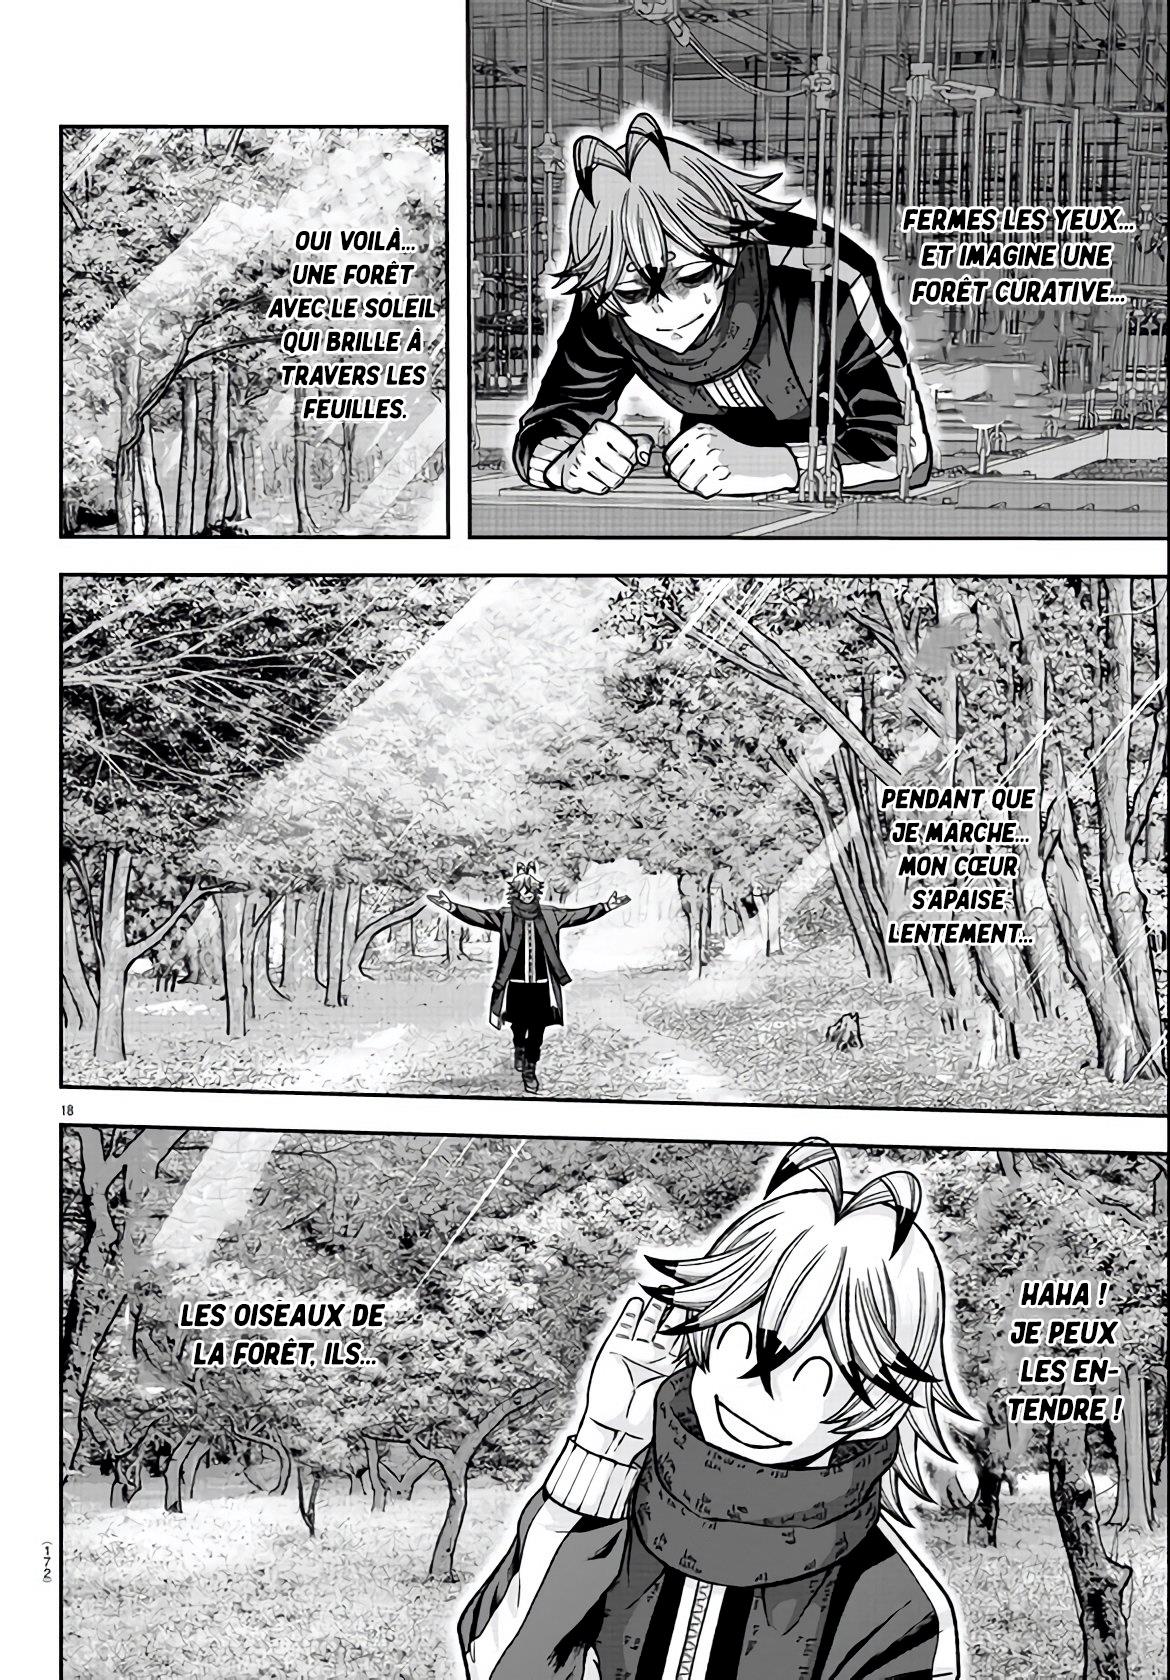 FERMES LES YEUX...
ET IMAGINE UNE
FORÊT CURATIVE...
OUI VOILÀ...
UNE FORÊT
AVEC LE SOLEIL
QUI BRILLE À
TRAVERS LES
FEUILLES.
PENDANT QUE
JE MARCHE...
MON CŒUR
S'APAISE
LENTEMENT...
18
HAHA !
JE PEUX
LES EN-
TENDRE !
LES OISEAUX DE
LA FORÊT, ILS...
(172)